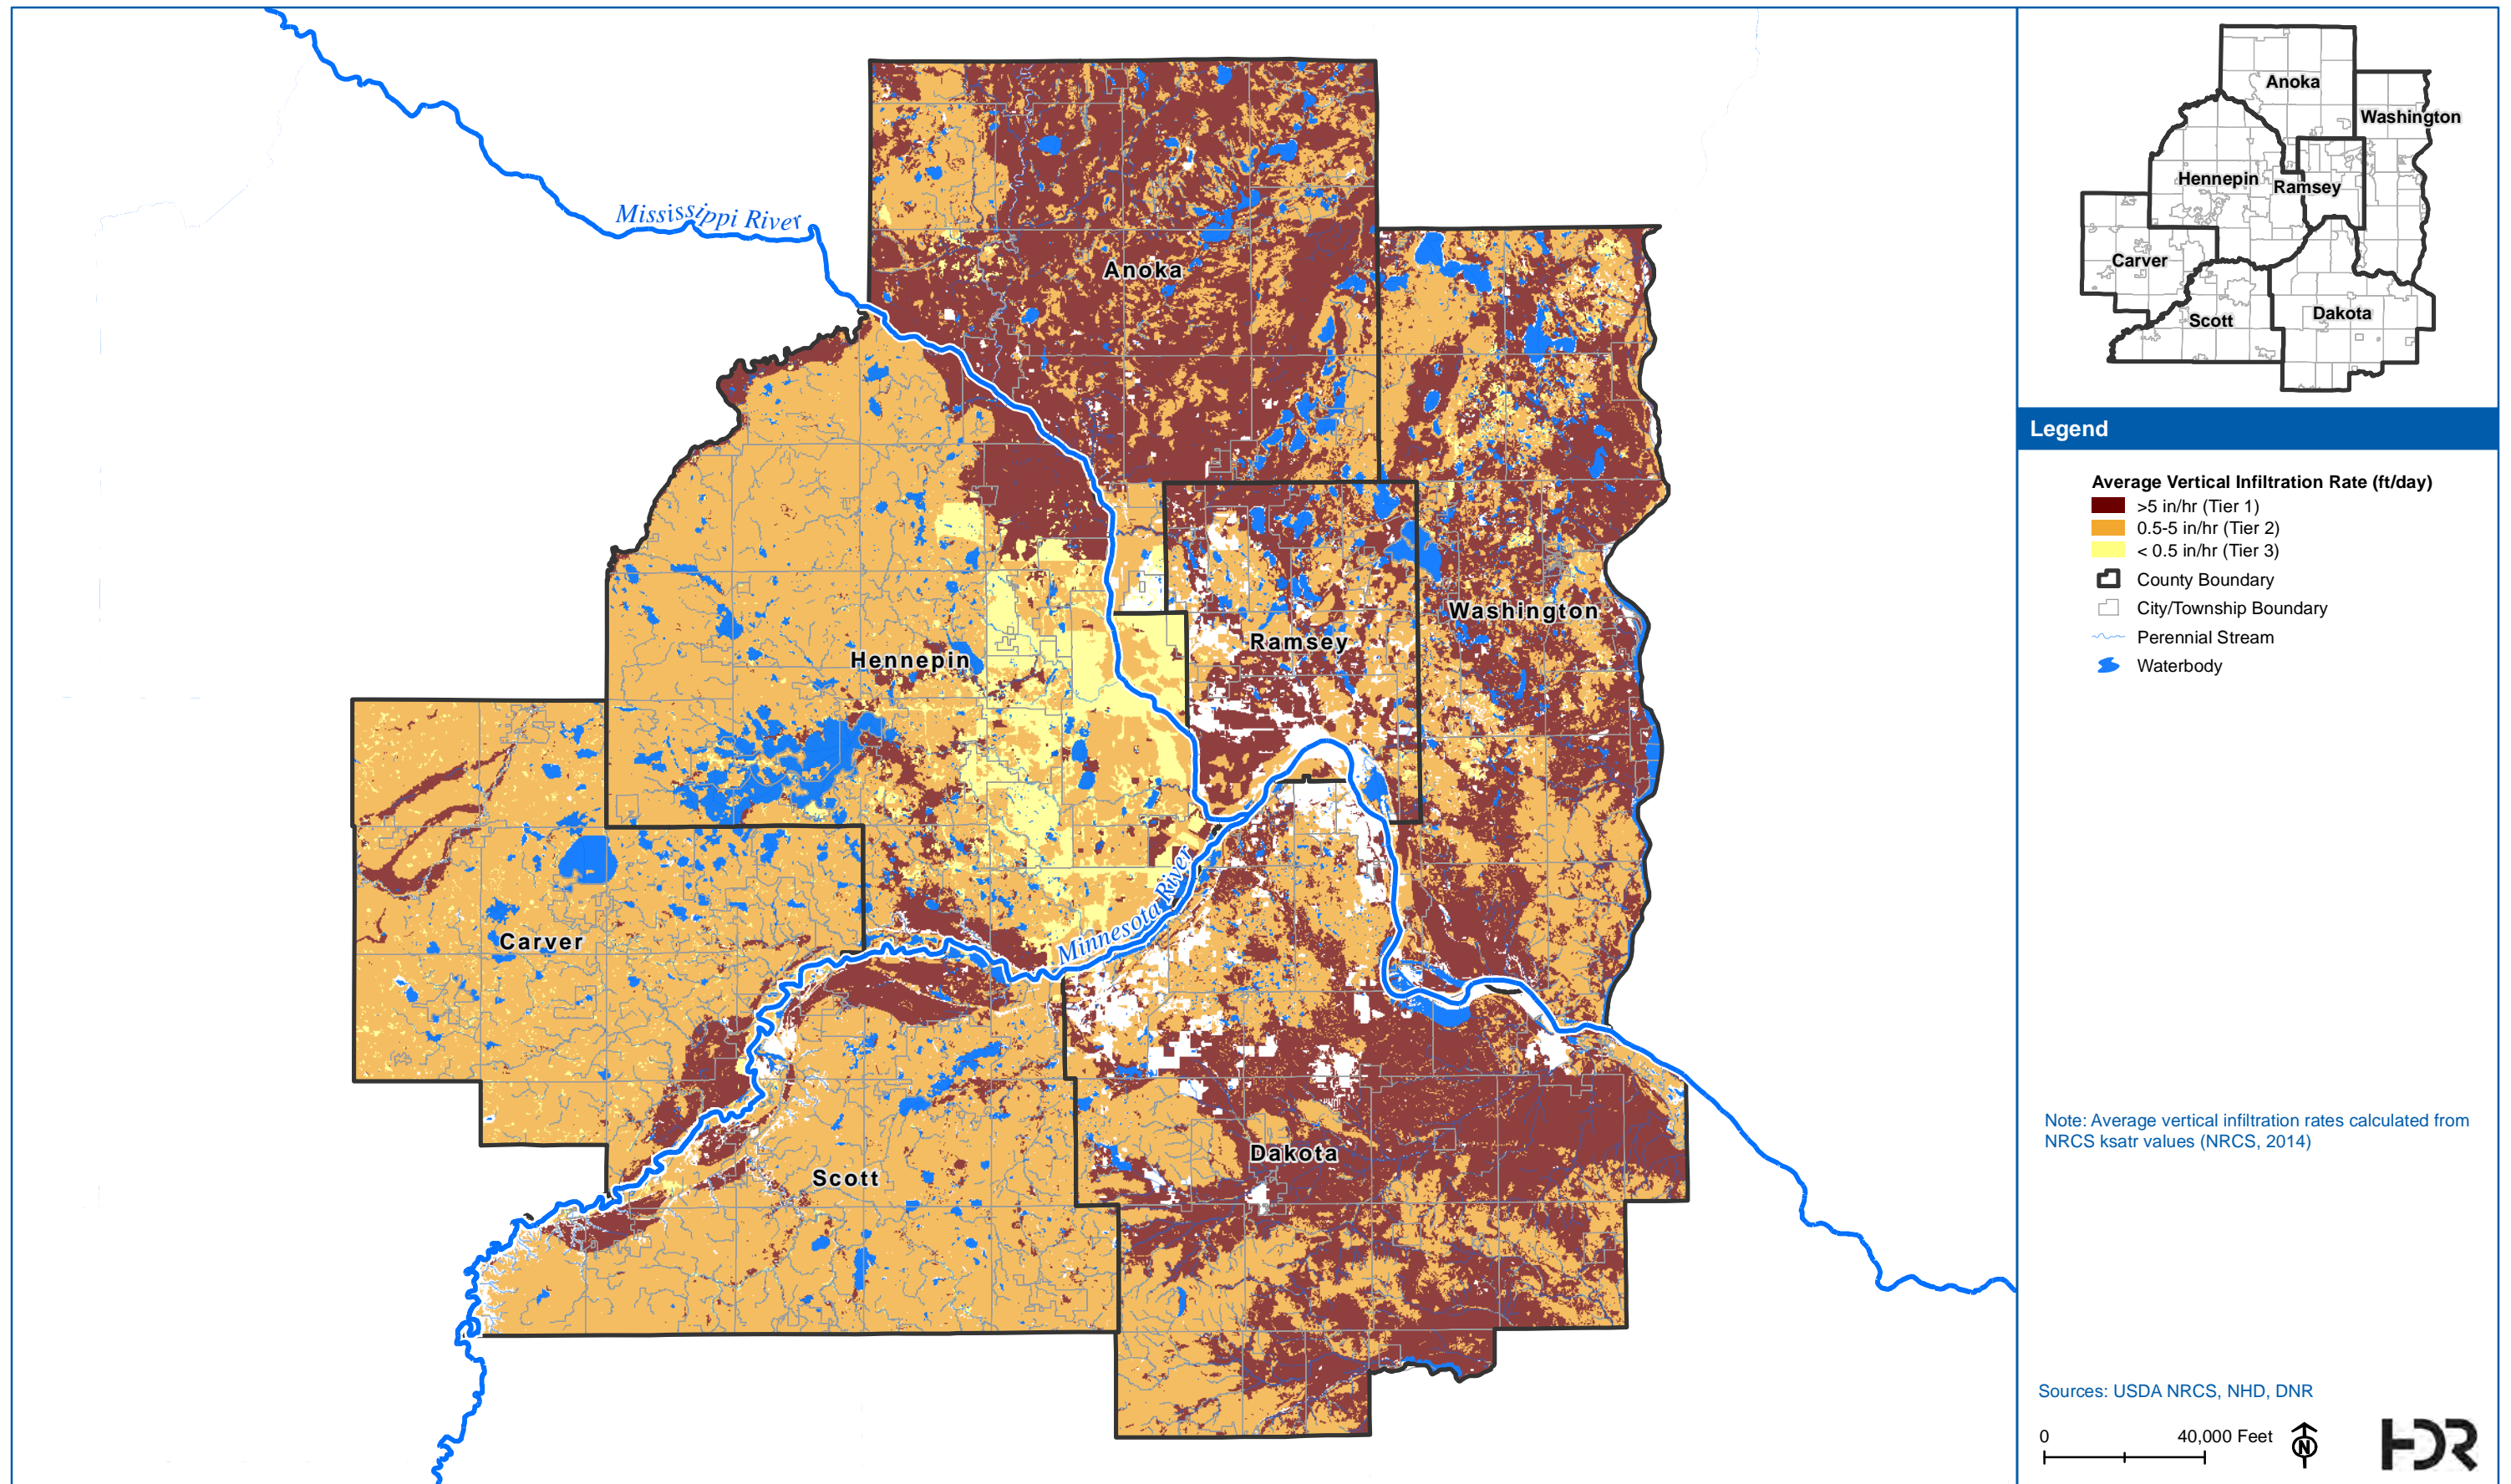 Mississippi River
Anoka
Hennepin
Ramsey
Washington
Minnesota River
Carver
Scott
Dakota
Anoka
Washington
Hennepin
Ramsey
Carver
Scott
Dakota
Legend
Average Vertical Infiltration Rate (ft/day)
>5 in/hr (Tier 1)
0.5-5 in/hr (Tier 2)
< 0.5 in/hr (Tier 3)
County Boundary
City/Township Boundary
Perennial Stream
Waterbody
Note: Average vertical infiltration rates calculated from
NRCS ksatr values (NRCS, 2014)
Sources: USDA NRCS, NHD, DNR
0 40,000 Feet
N
HDR